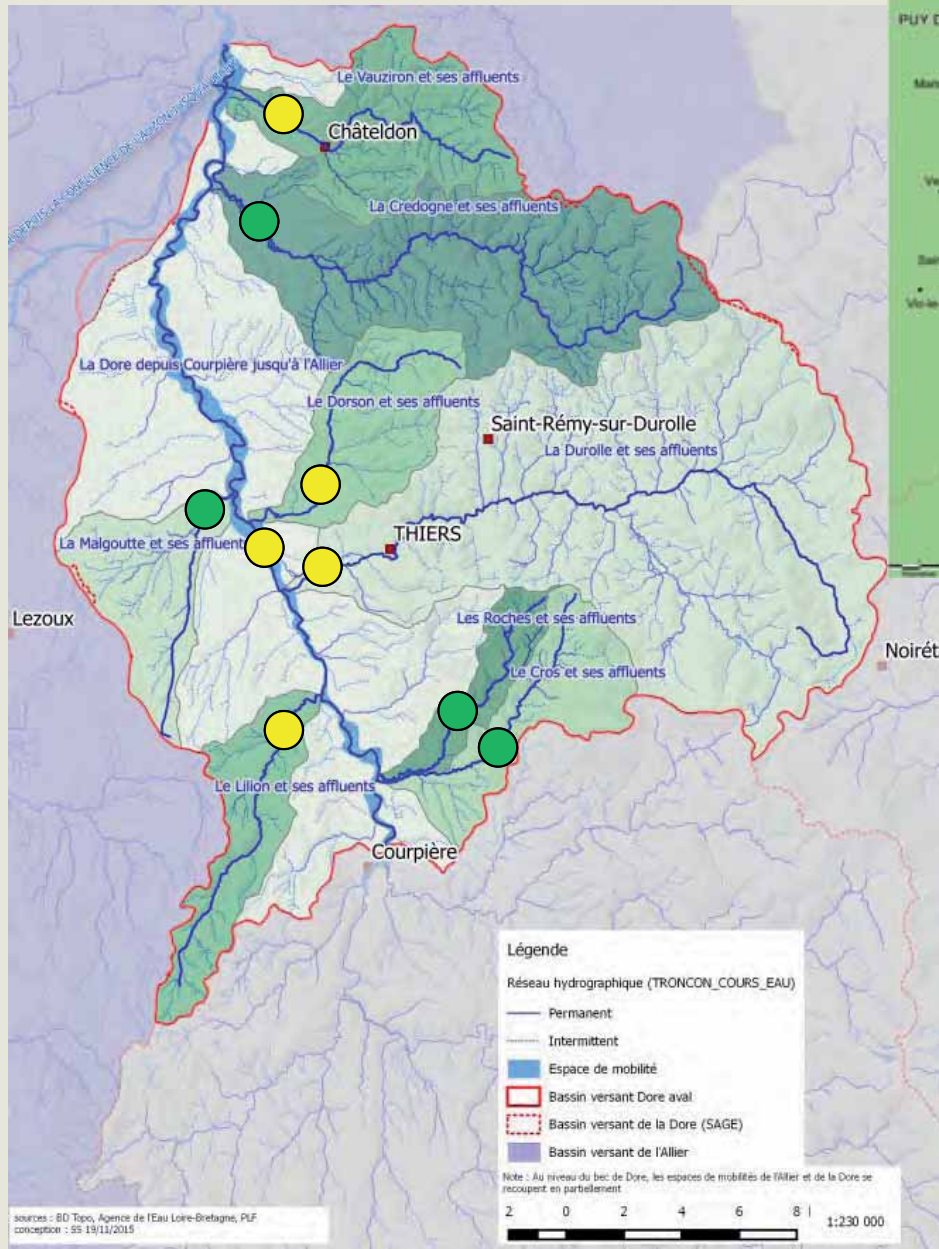 PUY D
Le Vauziron et ses affluents
Châteldon
La Credogne et ses affluents
La Dore depuis Courpière jusqu'à l'Allier
Le Dorson et ses affluents
Saint-Rémy-sur-Durolle
La Durolle et ses affluents
La Malgoutte et ses affluent
THIERS
Lezoux
Les Roches et ses affluents
Le Cros et ses affluents
Noirét
Le Lilion et ses affluents
Courpière
Légende
Réseau hydrographique (TRONCON_COURS_EAU)
Permanent
Intermittent
Espace de mobilité
Bassin versant Dore aval
Bassin versant de la Dore (SAGE)
Bassin versant de l'Allier
Note : Au niveau du bec de Dore, les espaces de mobilités de l'Allier et de la Dore se
recoupent en partiellement
2 0 2 4 6 8 1:230 000
sources : BD Topo, Agence de l'Eau Loire-Bretagne, PLF
conception : SS 19/11/2015